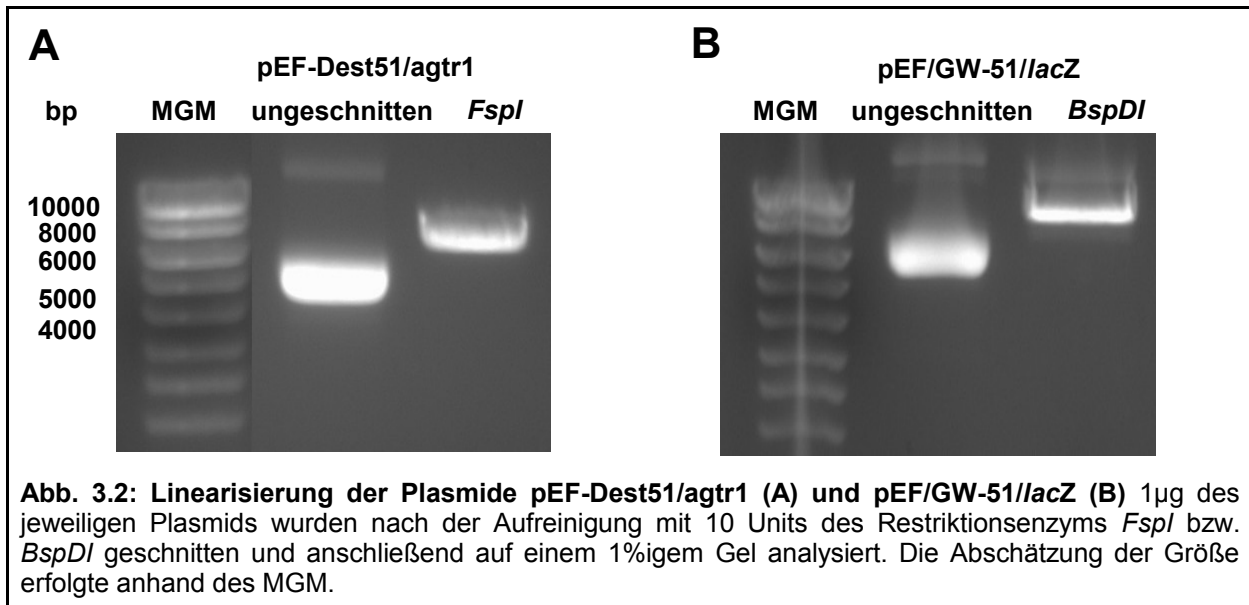 A
pEF-Dest51/agtr1
bp MGM ungeschnitten FspI
10000
8000
6000
5000
4000
B
pEF/GW-51//lacZ
MGM ungeschnitten BspDI
Abb. 3.2: Linearisierung der Plasmide pEF-Dest51/agtr1 (A) und pEF/GW-51//lacZ (B) 1µg des
jeweiligen Plasmids wurden nach der Aufreinigung mit 10 Units des Restriktionsenzyms FspI bzw.
BspDI geschnitten und anschließend auf einem 1%igem Gel analysiert. Die Abschätzung der Größe
erfolgte anhand des MGM.